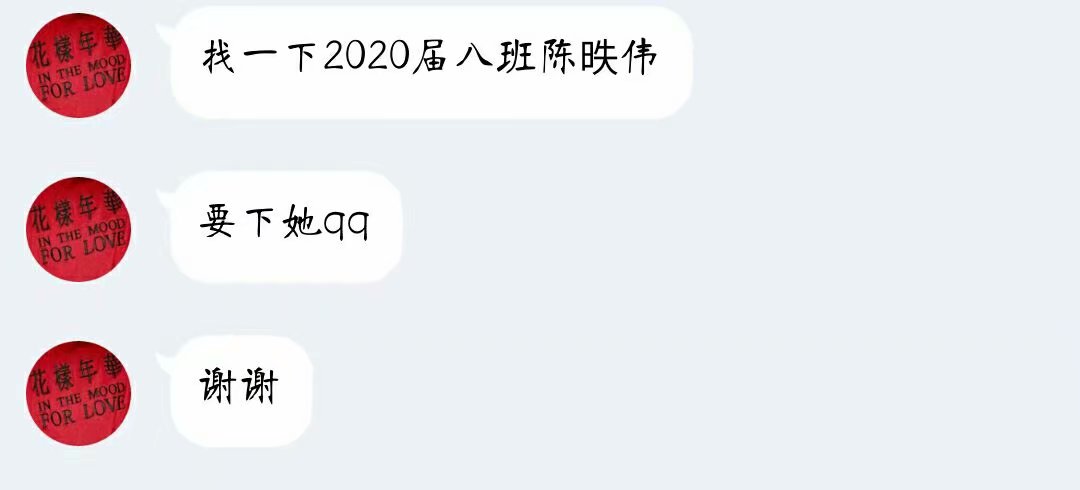 花樣年華
IN THE MOOD
FOR LOVE
找一下2020届八班陈昳伟
花樣年華
IN THE MOOD
FOR LOVE
要下她qq
花樣年華
IN THE MOOD
FOR LOVE
谢谢